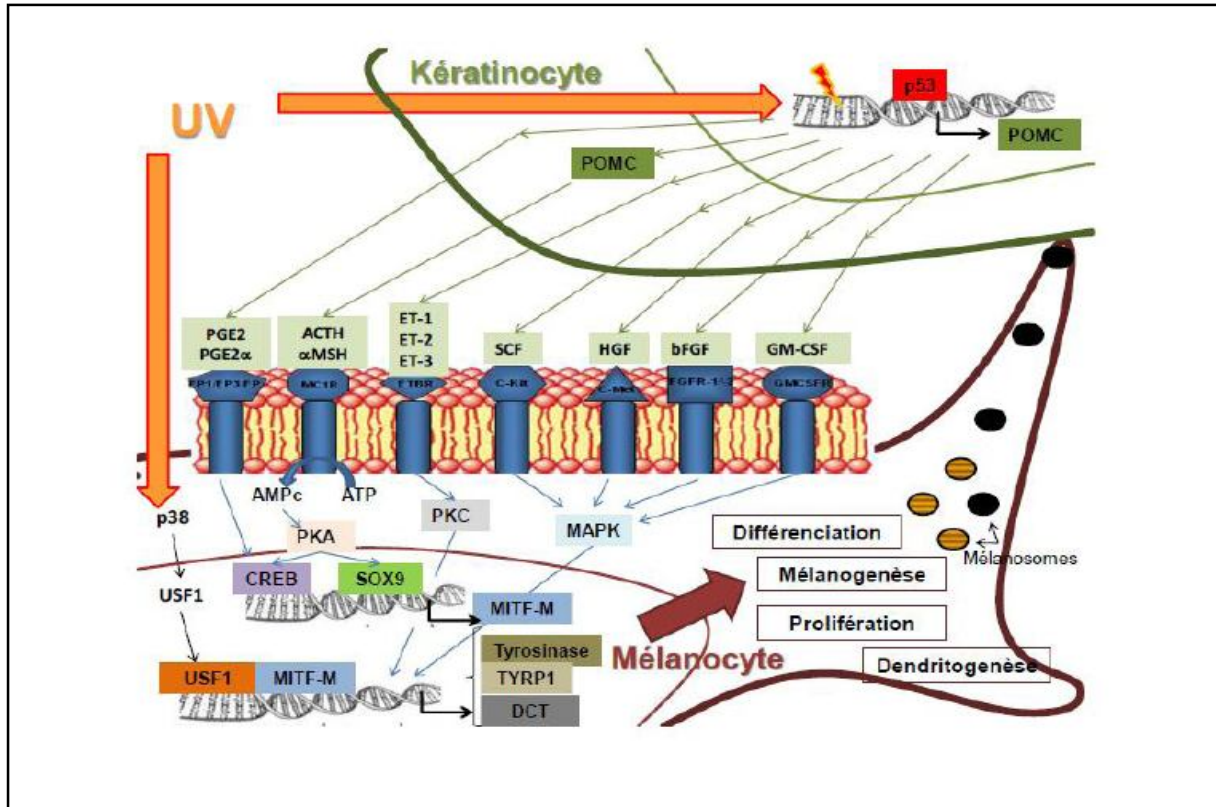 Kératinocyte
UV
p53
POMC
POMC
PGE2
PGE2α
ACTH
αMSH
ET-1
ET-2
ET-3
SCF
HGF
bFGF
GM-CSF
MC1R
ETBR
C-Kit
C-Met
GMCSFR
AMPc
ATP
p38
PKA
PKC
MAPK
CREB
SOX9
USF1
MITF-M
USF1
MITF-M
Tyrosinase
TYRP1
DCT
Mélanocyte
Différenciation
Mélanogenèse
Prolifération
Dendritogenèse
Mélanosomes